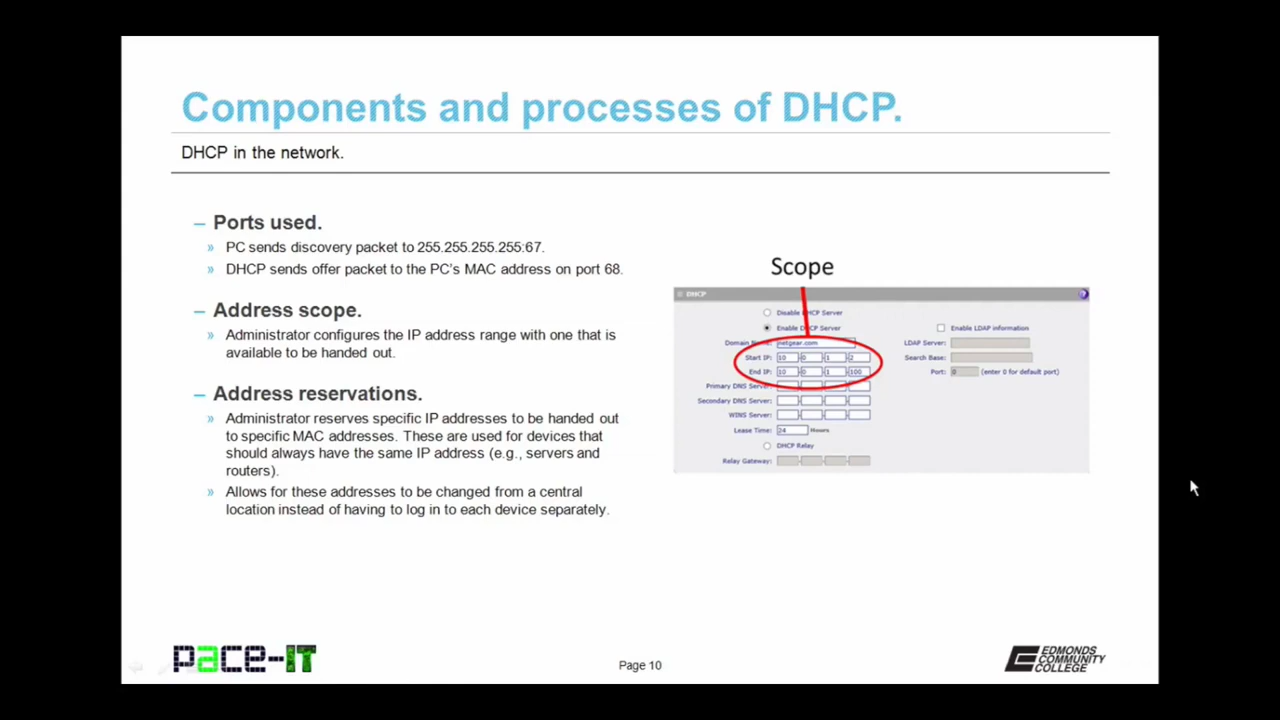 Components and processes of DHCP.
DHCP in the network.
– Ports used.
» PC sends discovery packet to 255.255.255.255:67.
» DHCP sends offer packet to the PC's MAC address on port 68.
– Address scope.
» Administrator configures the IP address range with one that is
available to be handed out.
– Address reservations.
» Administrator reserves specific IP addresses to be handed out
to specific MAC addresses. These are used for devices that
should always have the same IP address (e.g., servers and
routers).
» Allows for these addresses to be changed from a central
location instead of having to log in to each device separately.
Scope
DHCP
Disable DHCP Server
Enable DHCP Server
Domain Name: netgear.com
Start IP: 10 0 1 2
End IP: 10 0 1 100
Primary DNS Server:
Secondary DNS Server:
WINS Server:
Lease Time: 24 Hours
DHCP Relay
Relay Gateway:
Enable LDAP information
LDAP Server:
Search Base:
Port: 0 (enter 0 for default port)
pace-IT
Page 10
EDMONDS
COMMUNITY
COLLEGE